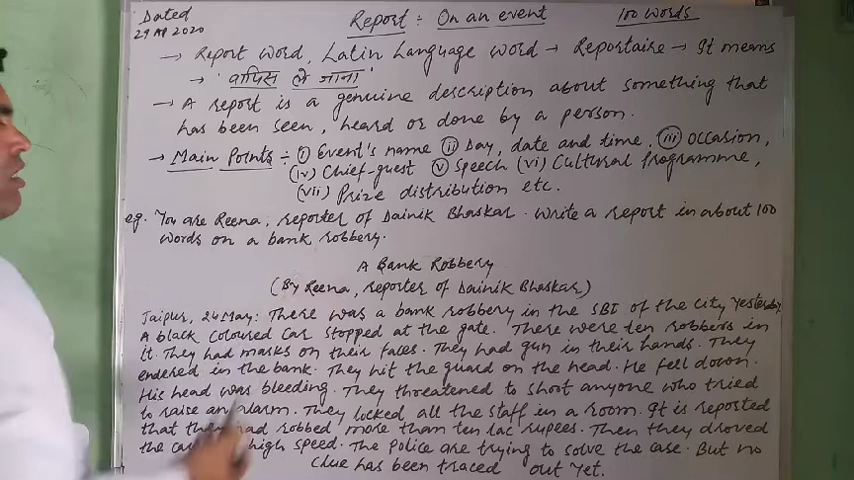 Dated
29 AP 2020
Report :- On an event
100 words
→ Report word, Latin Language word → Reportaire → It means
→ 'वापिस ले जाना'
→ A report is a genuine description about something that
has been seen, heard or done by a person.
→ Main Points :- (i) Event's name (ii) Day, date and time. (iii) Occasion,
(iv) Chief-guest (v) Speech (vi) Cultural Programme,
(vii) Prize distribution etc.
eg. You are Reena, reporter of Dainik Bhaskar. Write a report in about 100
words on a bank robbery.
A Bank Robbery
(By Reena, reporter of Dainik Bhaskar)
Jaipur, 24 May: There was a bank robbery in the SBI of the city yesterday.
A black coloured car stopped at the gate. There were ten robbers in
it. They had masks on their faces. They had gun in their hands. They
endered in the bank. They hit the guard on the head. He fell down.
His head was bleeding. They threatened to shoot anyone who tried
to raise an alarm. They locked all the staff in a room. It is reported
that they had robbed more than ten lac rupees. Then they droved
the car high speed. The police are trying to solve the case. But no
clue has been traced out yet.